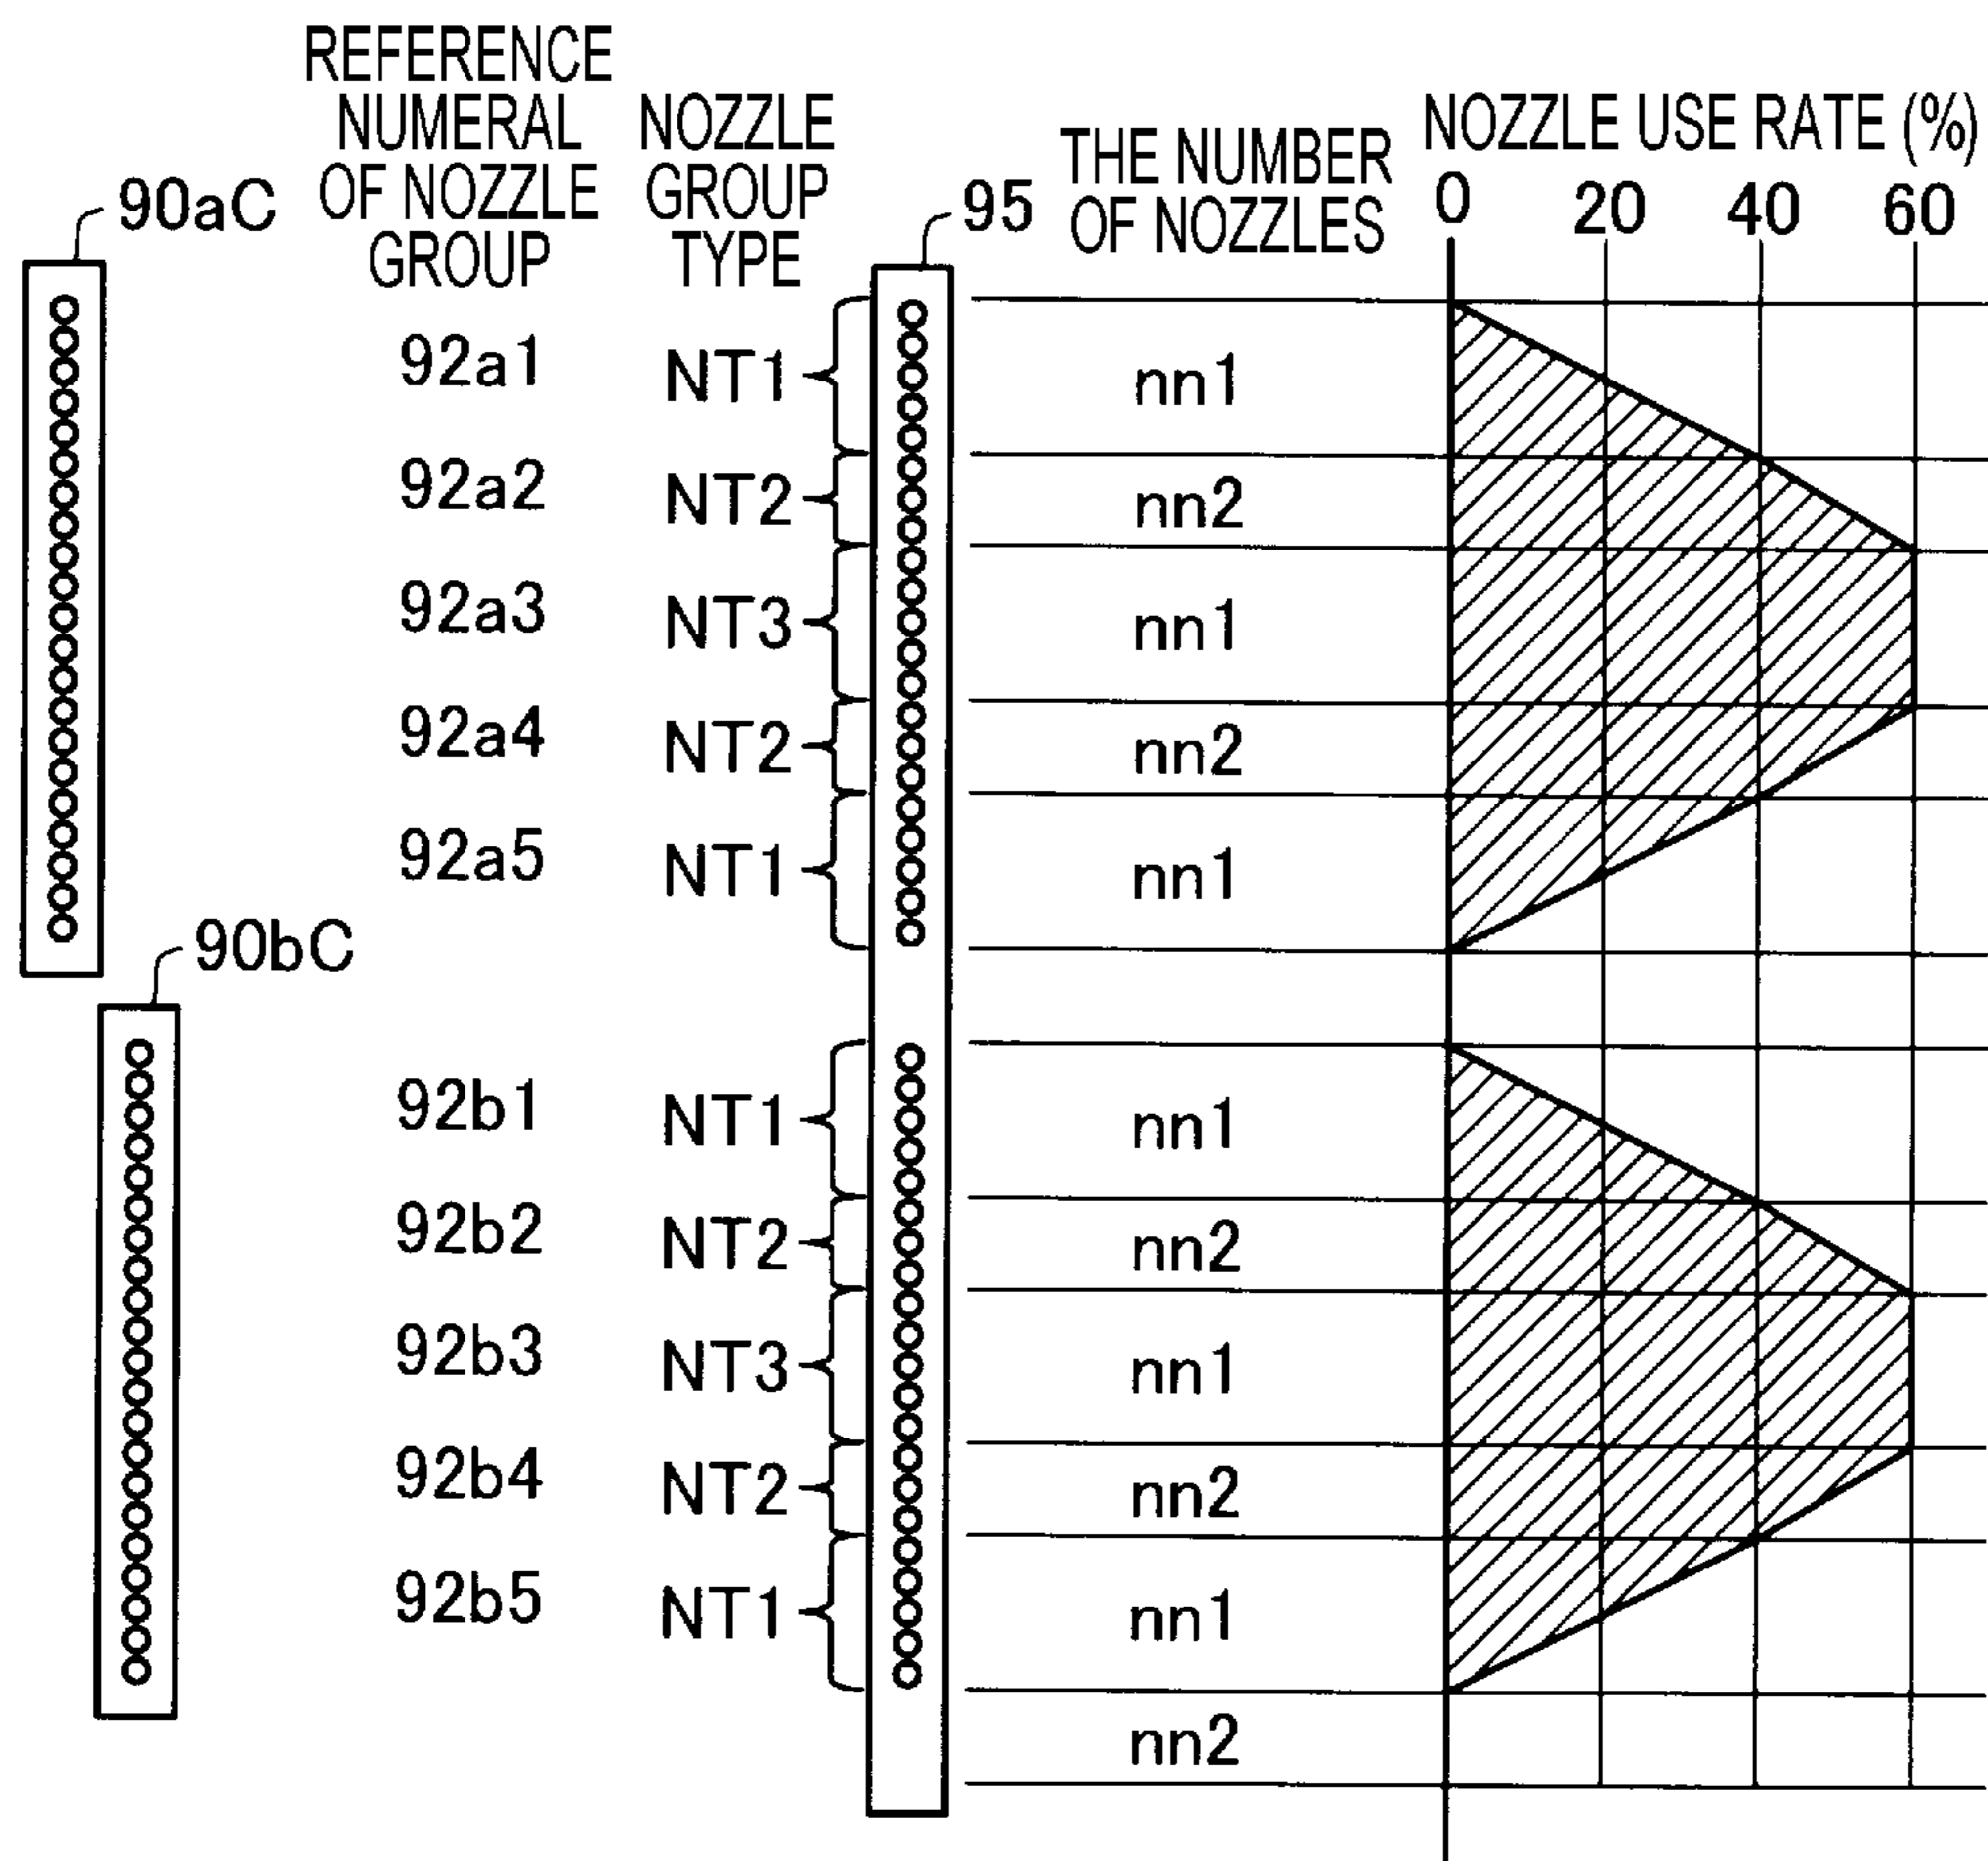 REFERENCE
NUMERAL
OF NOZZLE
GROUP
NOZZLE
GROUP
TYPE
THE NUMBER
OF NOZZLES
NOZZLE USE RATE (%)
0 20 40 60
90aC
95
92a1 NT1 nn1
92a2 NT2 nn2
92a3 NT3 nn1
92a4 NT2 nn2
92a5 NT1 nn1
90bC
92b1 NT1 nn1
92b2 NT2 nn2
92b3 NT3 nn1
92b4 NT2 nn2
92b5 NT1 nn1
nn2